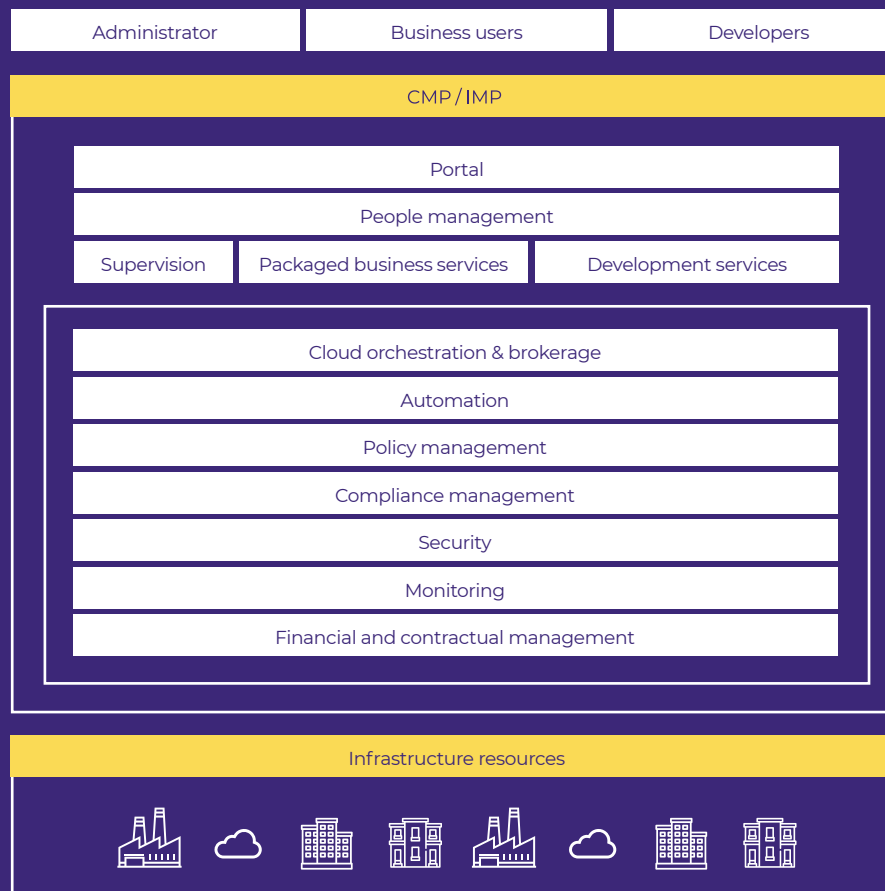 Administrator
Business users
Developers
CMP / IMP
Portal
People management
Supervision
Packaged business services
Development services
Cloud orchestration & brokerage
Automation
Policy management
Compliance management
Security
Monitoring
Financial and contractual management
Infrastructure resources